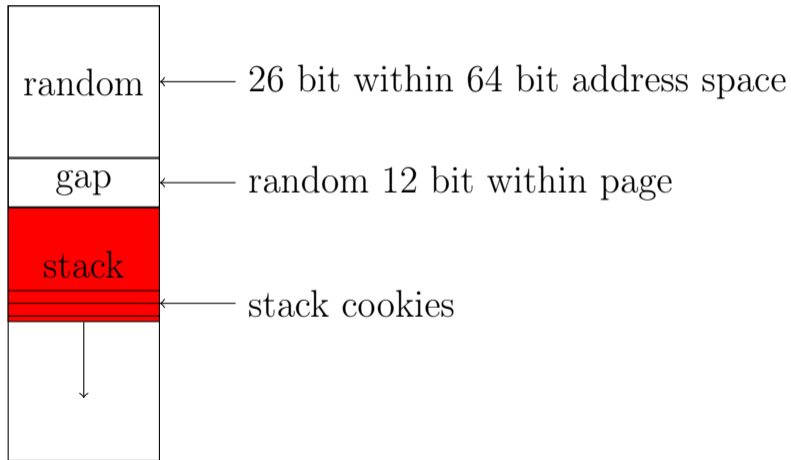 random
26 bit within 64 bit address space
gap
random 12 bit within page
stack
stack cookies